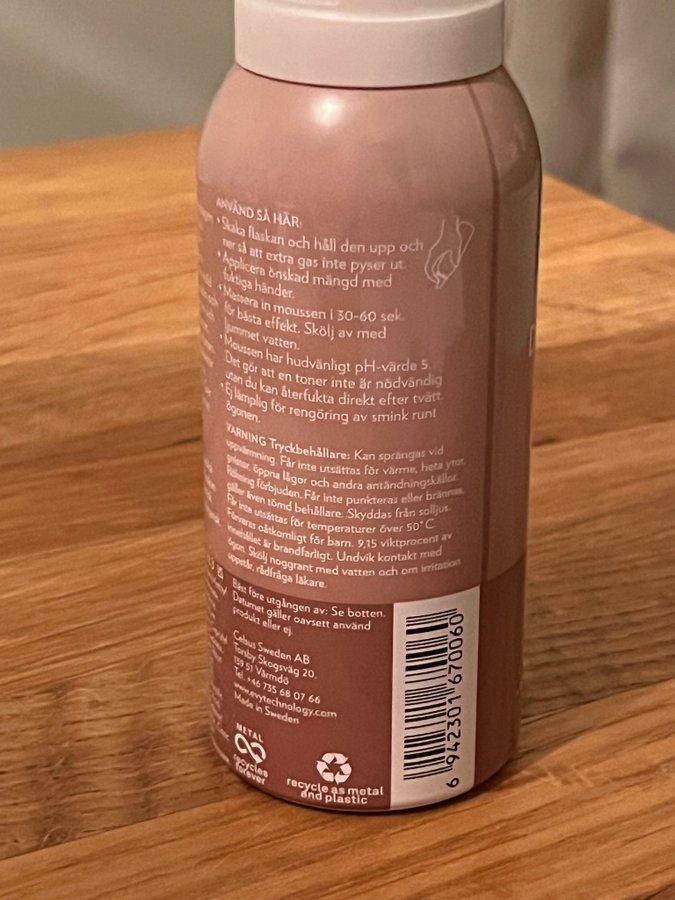 ANVÄND SÅ HÄR:
• Skaka flaskan och håll den upp och
ner så att extra gas inte pyser ut.
• Applicera önskad mängd med
fuktiga händer.
• Massera in moussen i 30-60 sek.
för bästa effekt. Skölj av med
ljummet vatten.
• Moussen har hudvänligt pH-värde 5.
Det gör att en toner inte är nödvändig
utan du kan återfukta direkt efter tvätt.
• Ej lämplig för rengöring av smink runt
ögonen.
VARNING Tryckbehållare: Kan sprängas vid
uppvärmning. Får inte utsättas för värme, heta ytor,
gnistor, öppna lågor och andra antändningskällor.
Rökning förbjuden. Får inte punkteras eller brännas,
gäller även tömd behållare. Skyddas från solljus.
Får inte utsättas för temperaturer över 50°C
Förvaras oåtkomligt för barn. 9,15 viktprocent av
innehållet är brandfarligt. Undvik kontakt med
ögon. Skölj noggrant med vatten och om irritation
uppstår, rådfråga läkare.
Bäst före utgången av: Se botten.
Datumet gäller oavsett använd
produkt eller ej.
Cebus Sweden AB
Torsby Skogsväg 20,
139 51 Värmdö
Tel. +46 735 68 07 66
www.evytechnology.com
Made in Sweden
METAL
recycles
forever
recycle as metal
and plastic
6 942301 670060